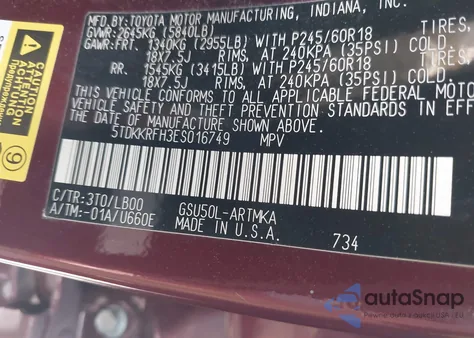 MFD. BY: TOYOTA MOTOR MANUFACTURING, INDIANA, INC.
GVWR: 2645KG (5840LB)
GAWR: FRT. 1340KG (2955LB) WITH P245/60R18 TIRES,
18X7.5J RIMS, AT 240KPA (35PSI) COLD.
RR. 1545KG (3415LB) WITH P245/60R18 TIRES,
18X7.5J RIMS, AT 240KPA (35PSI) COLD.
THIS VEHICLE CONFORMS TO ALL APPLICABLE FEDERAL MOTOR
VEHICLE SAFETY AND THEFT PREVENTION STANDARDS IN EFFECT
THE DATE OF MANUFACTURE SHOWN ABOVE.
5TDKKRFH3ES016749 MPV
C/TR:3T0/LB00 GSU50L-ARTMKA
A/TM:-01A/U660E MADE IN U.S.A. 734
9
autoSnap